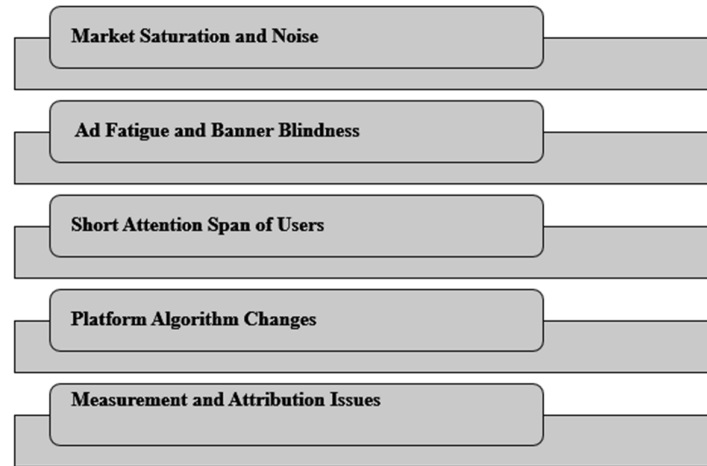 Market Saturation and Noise
Ad Fatigue and Banner Blindness
Short Attention Span of Users
Platform Algorithm Changes
Measurement and Attribution Issues